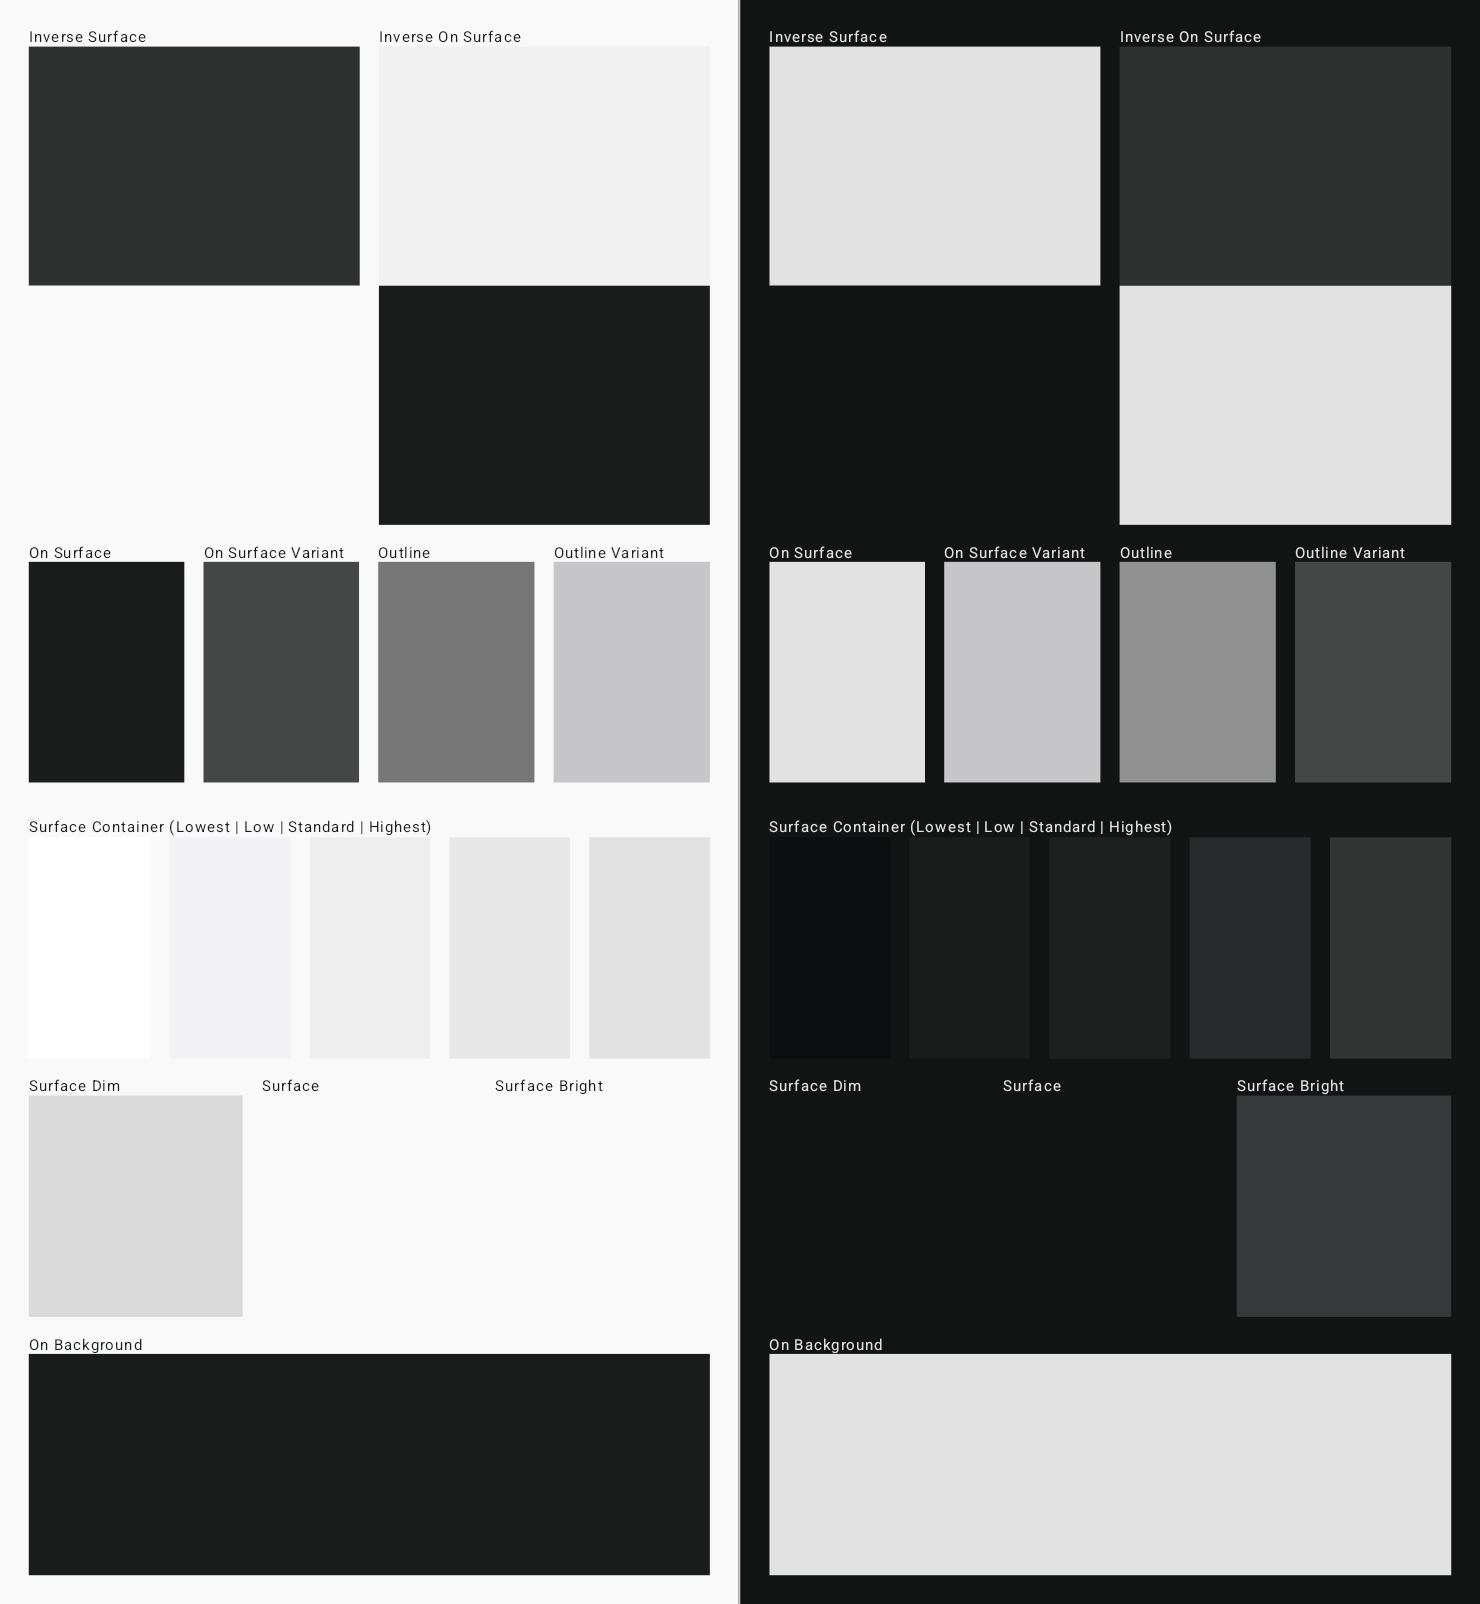 Inverse Surface
Inverse On Surface
On Surface
On Surface Variant
Outline
Outline Variant
Surface Container (Lowest | Low | Standard | Highest)
Surface Dim
Surface
Surface Bright
On Background
Inverse Surface
Inverse On Surface
On Surface
On Surface Variant
Outline
Outline Variant
Surface Container (Lowest | Low | Standard | Highest)
Surface Dim
Surface
Surface Bright
On Background